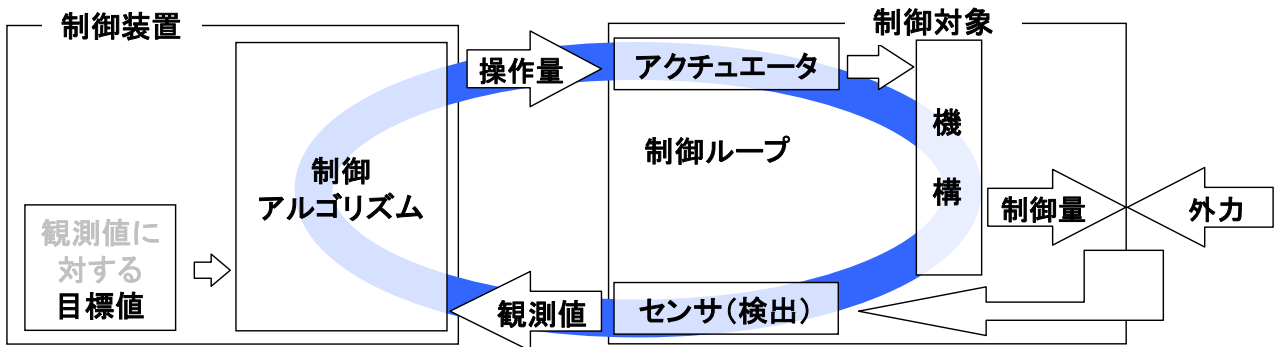 制御装置
制御対象
操作量
アクチュエータ
機
構
制御ループ
制御
アルゴリズム
観測値に
対する
目標値
制御量
外力
観測値
センサ(検出)